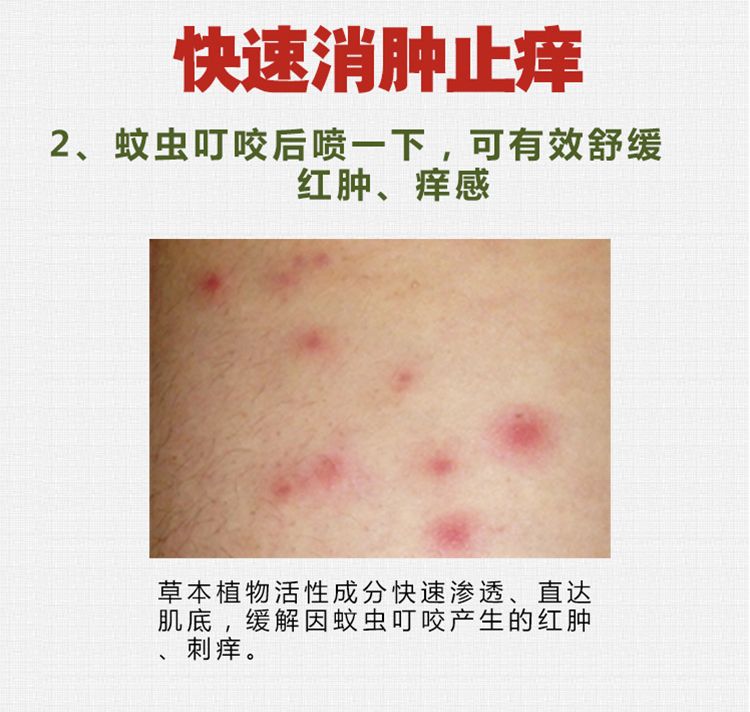 快速消肿止痒
2、蚊虫叮咬后喷一下，可有效舒缓
红肿、痒感
草本植物活性成分快速渗透、直达
肌底，缓解因蚊虫叮咬产生的红肿
、刺痒。